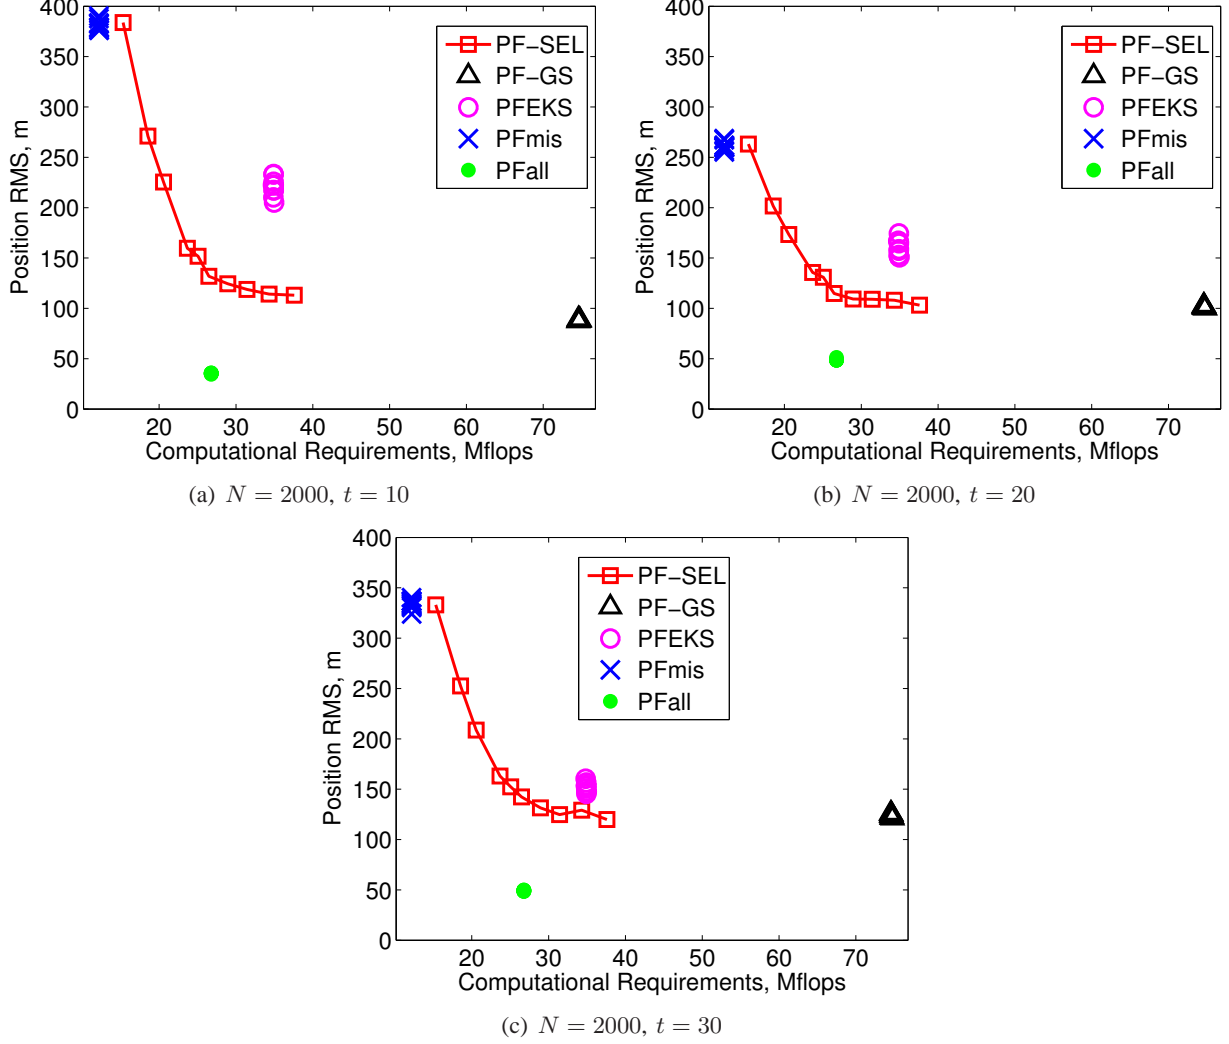 400
350
300
250
200
150
100
50
0
Position RMS, m
20 30 40 50 60 70
Computational Requirements, Mflops
PF−SEL
PF−GS
PFEKS
PFmis
PFall
(a) N = 2000, t = 10
400
350
300
250
200
150
100
50
0
Position RMS, m
20 30 40 50 60 70
Computational Requirements, Mflops
PF−SEL
PF−GS
PFEKS
PFmis
PFall
(b) N = 2000, t = 20
400
350
300
250
200
150
100
50
0
Position RMS, m
20 30 40 50 60 70
Computational Requirements, Mflops
PF−SEL
PF−GS
PFEKS
PFmis
PFall
(c) N = 2000, t = 30